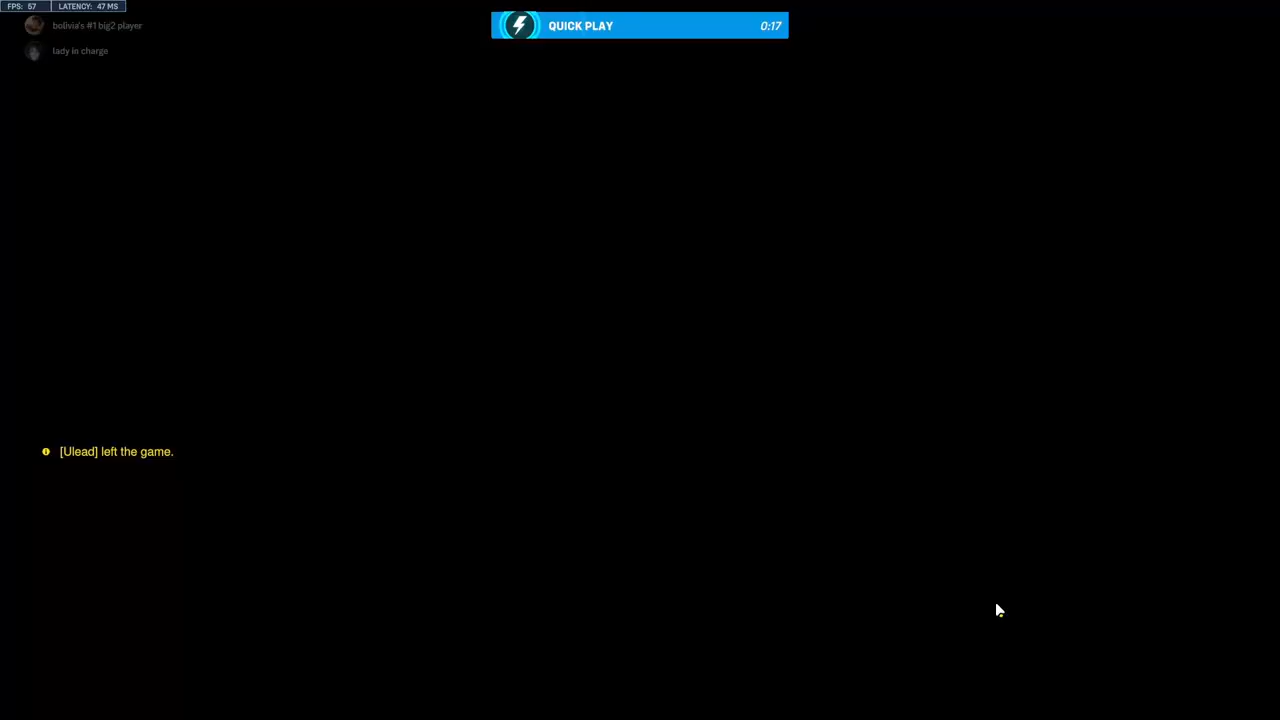 FPS: 57 LATENCY: 47 MS
bolivia's #1 big2 player
QUICK PLAY 0:17
lady in charge
[Ulead] left the game.